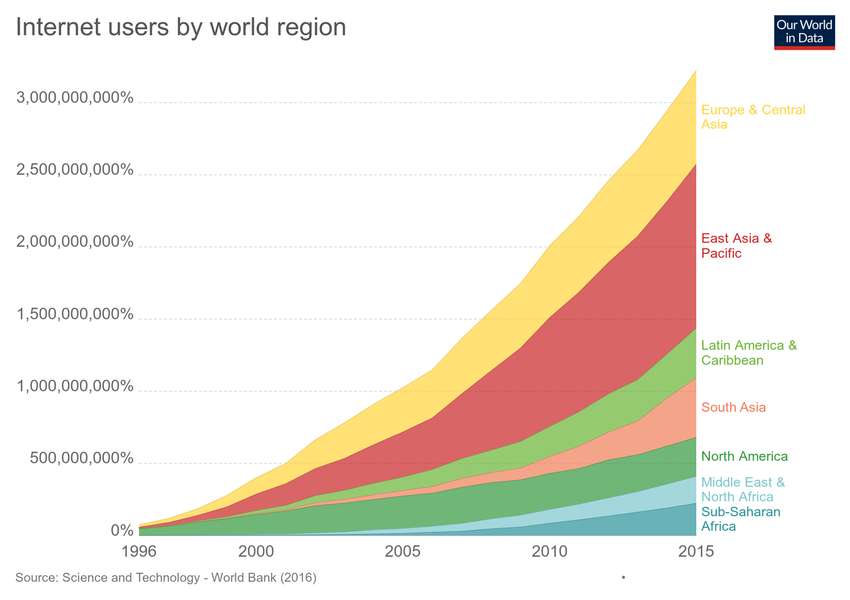 Internet users by world region
Our World
in Data
3,000,000,000%
2,500,000,000%
2,000,000,000%
1,500,000,000%
1,000,000,000%
500,000,000%
0%
Europe & Central
Asia
East Asia &
Pacific
Latin America &
Caribbean
South Asia
North America
Middle East &
North Africa
Sub-Saharan
Africa
1996
2000
2005
2010
2015
Source: Science and Technology - World Bank (2016)